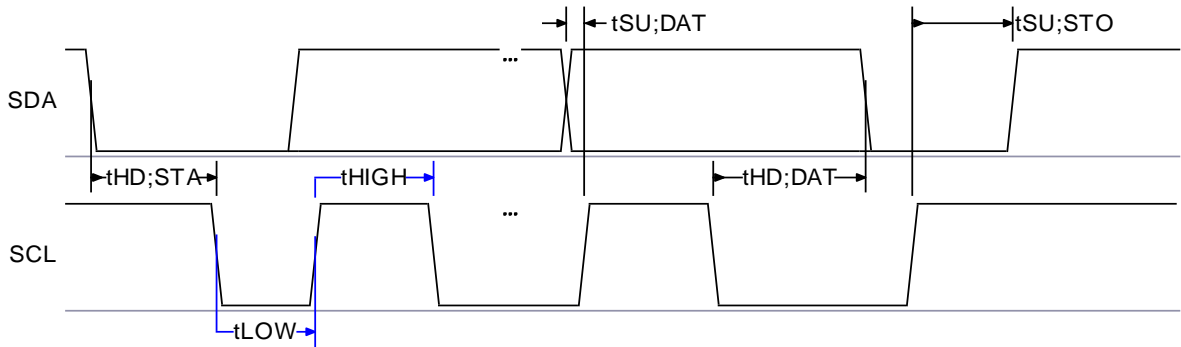 tSU;DAT
tSU;STO
...
SDA
tHD;STA
tHIGH
tHD;DAT
...
SCL
tLOW